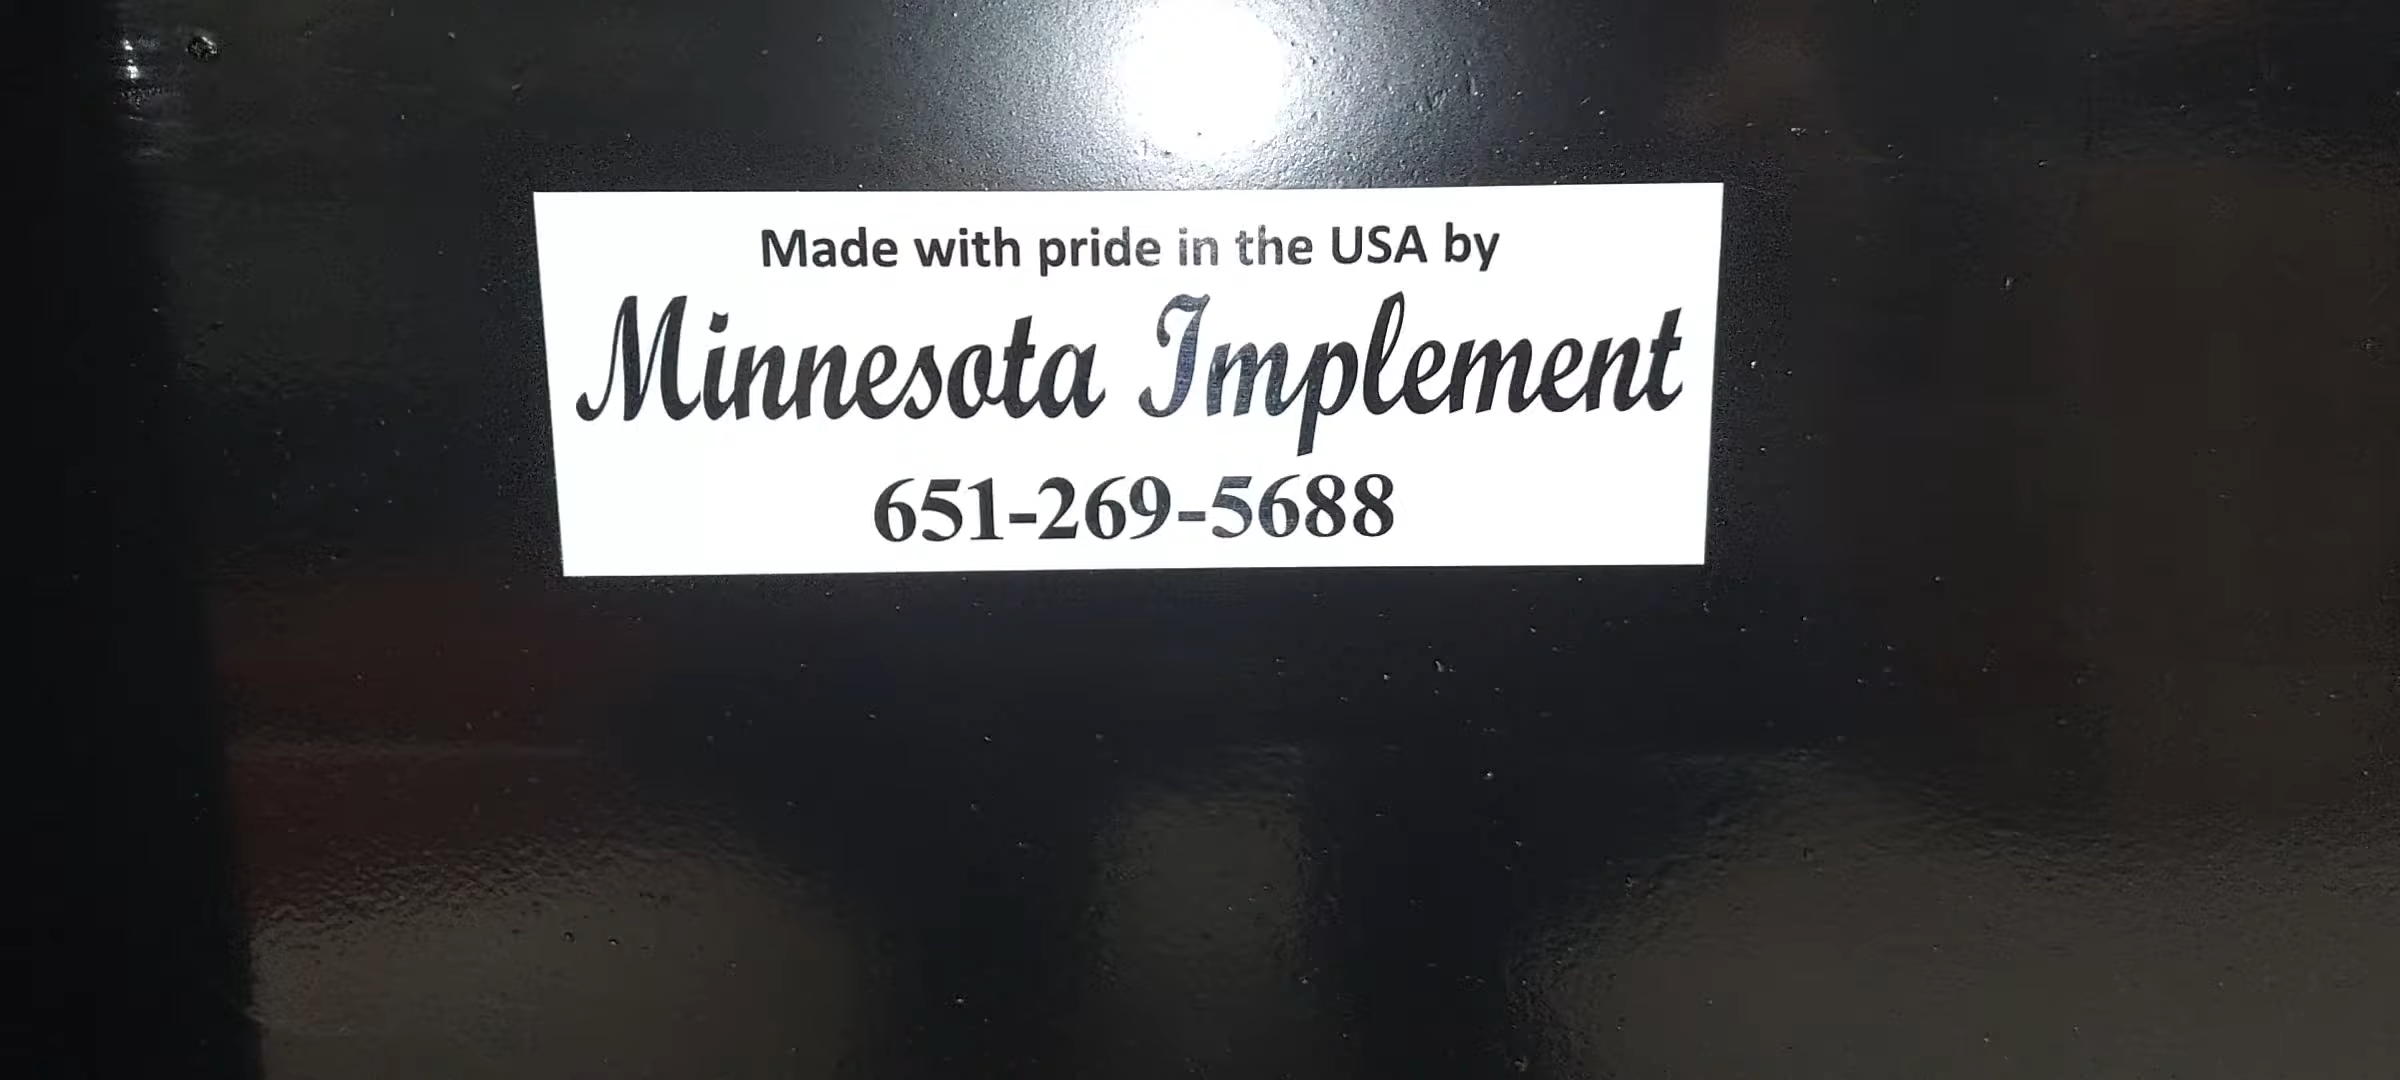 Made with pride in the USA by
Minnesota Implement
651-269-5688